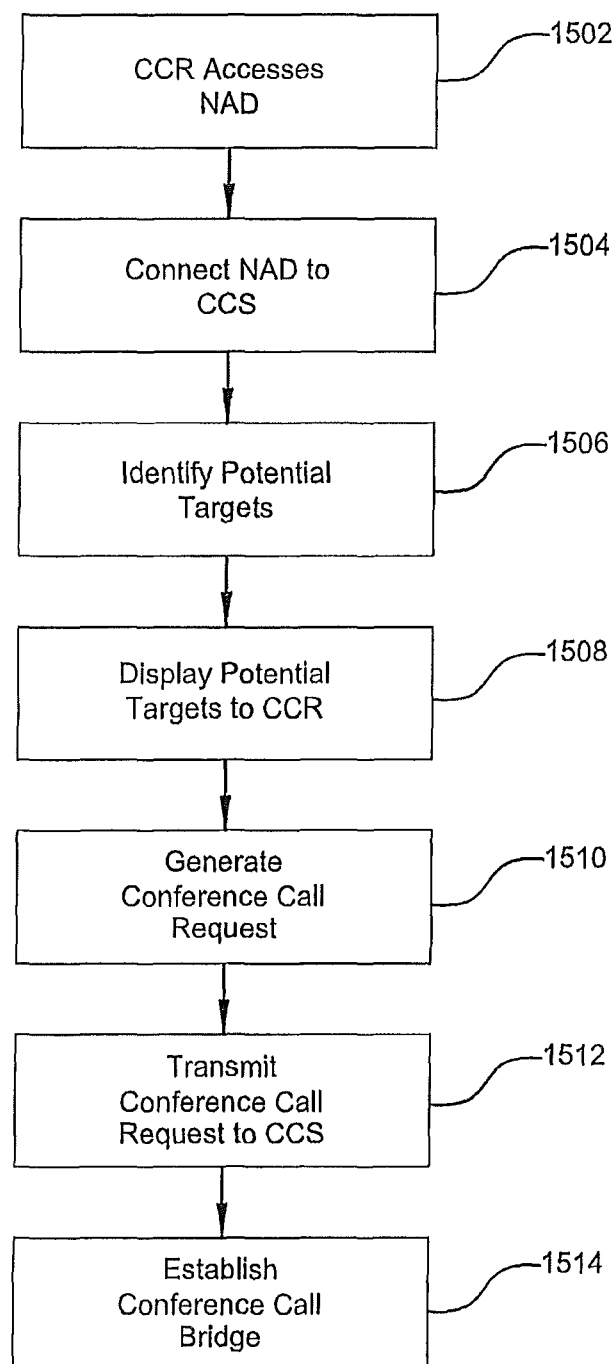 1502
CCR Accesses
NAD
1504
Connect NAD to
CCS
1506
Identify Potential
Targets
1508
Display Potential
Targets to CCR
1510
Generate
Conference Call
Request
1512
Transmit
Conference Call
Request to CCS
1514
Establish
Conference Call
Bridge